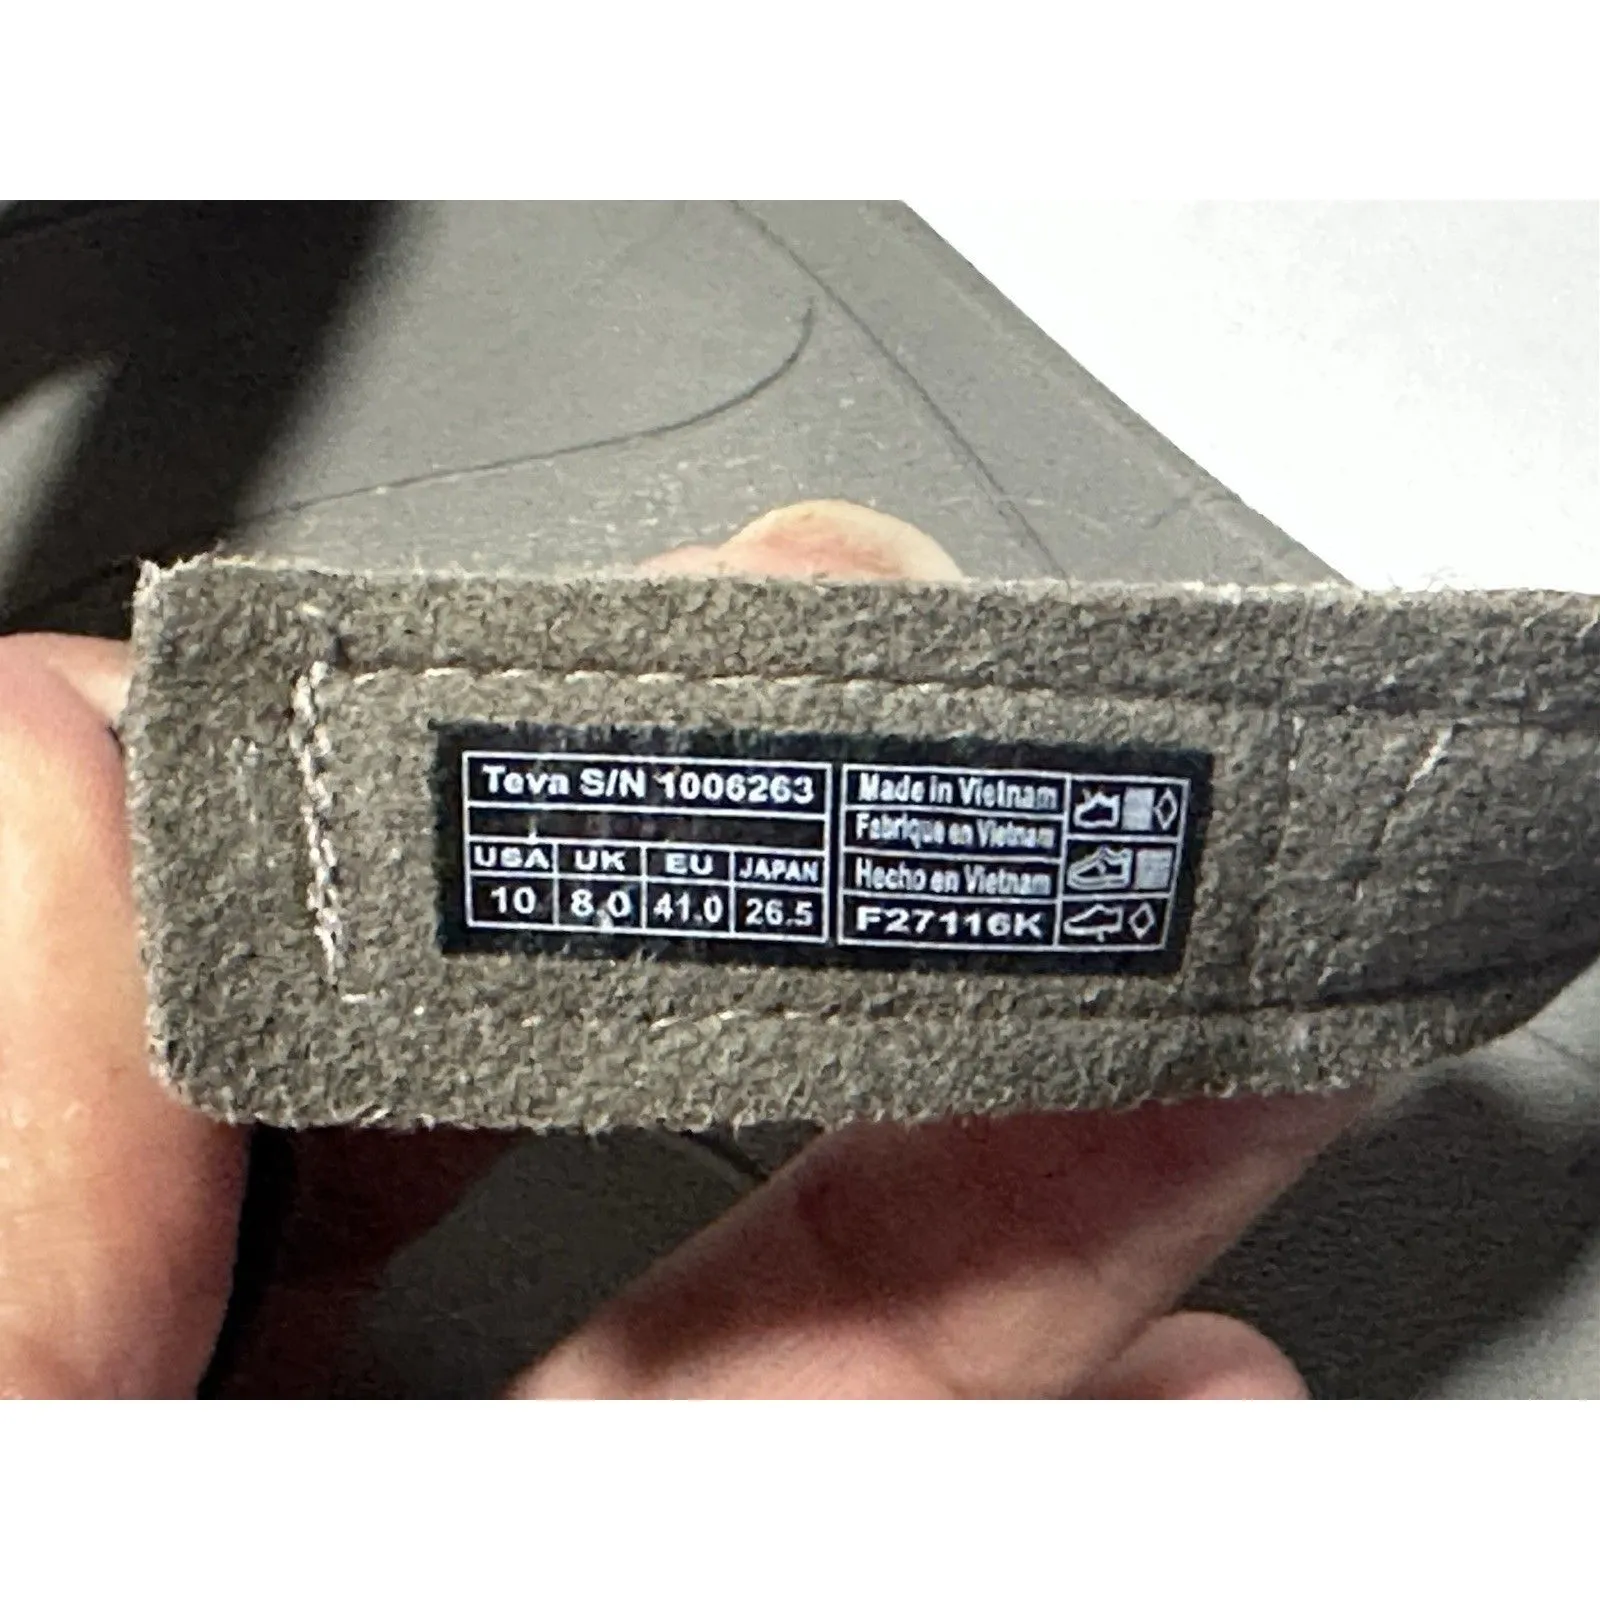 Teva S/N 1006263
USA UK EU JAPAN
10 8.0 41.0 26.5
Made in Vietnam
Fabrique en Vietnam
Hecho en Vietnam
F27116K